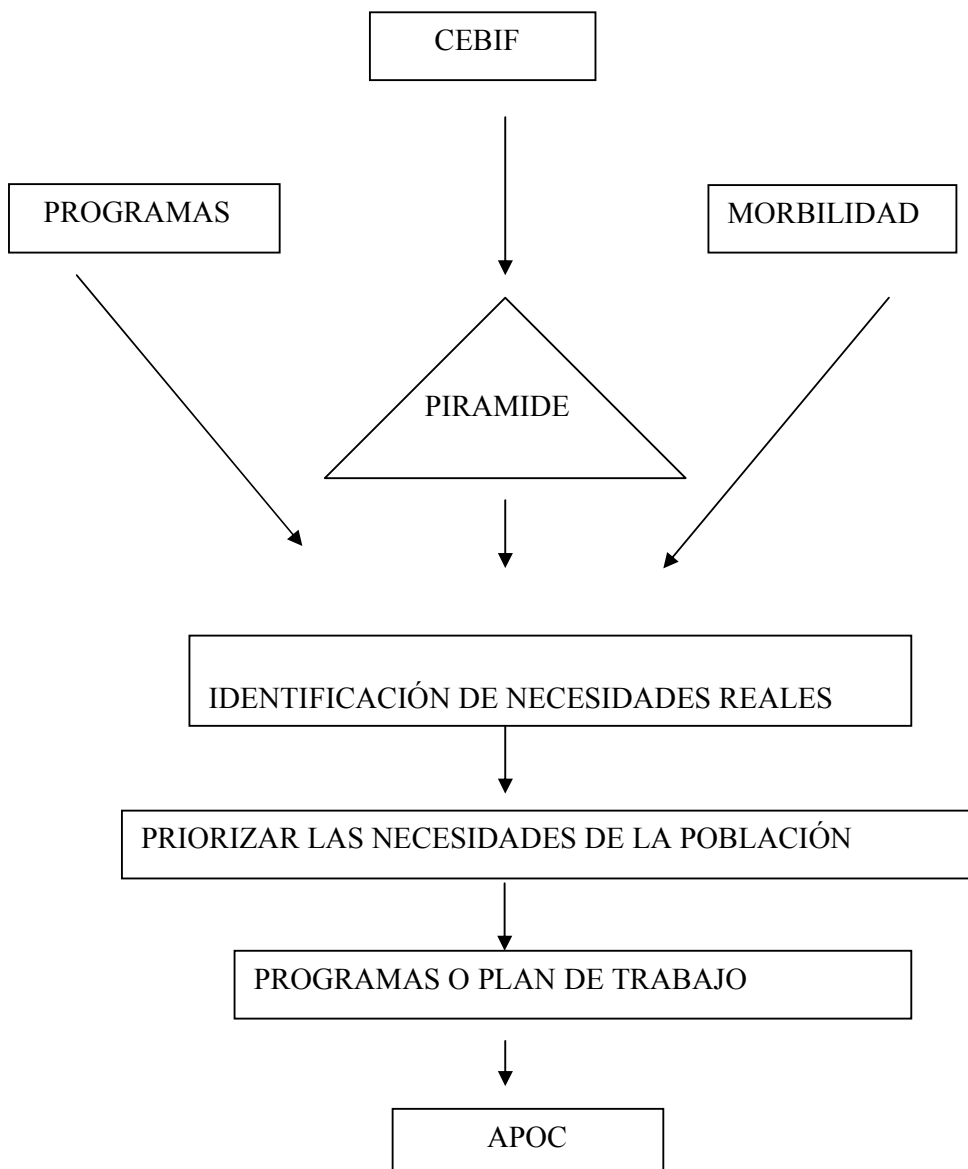 CEBIF
PROGRAMAS
MORBILIDAD
PIRAMIDE
IDENTIFICACIÓN DE NECESIDADES REALES
PRIORIZAR LAS NECESIDADES DE LA POBLACIÓN
PROGRAMAS O PLAN DE TRABAJO
APOC